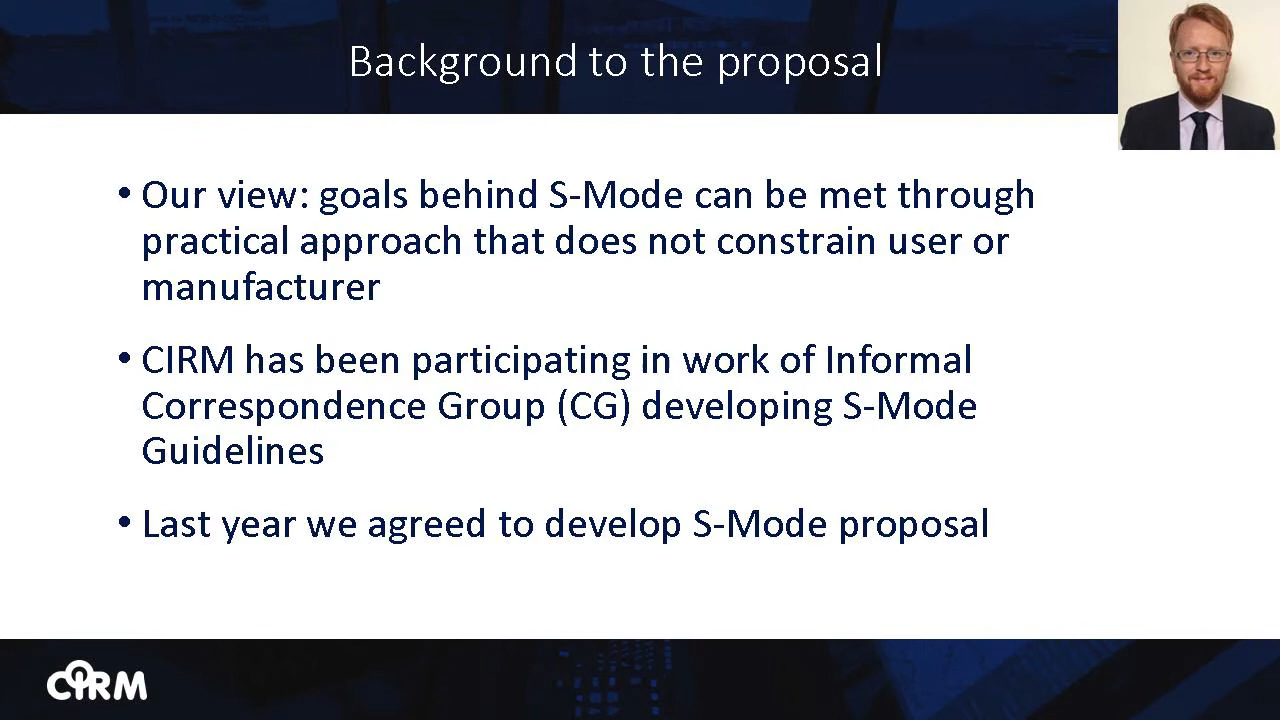 Background to the proposal
• Our view: goals behind S-Mode can be met through
practical approach that does not constrain user or
manufacturer
• CIRM has been participating in work of Informal
Correspondence Group (CG) developing S-Mode
Guidelines
• Last year we agreed to develop S-Mode proposal
CIRM